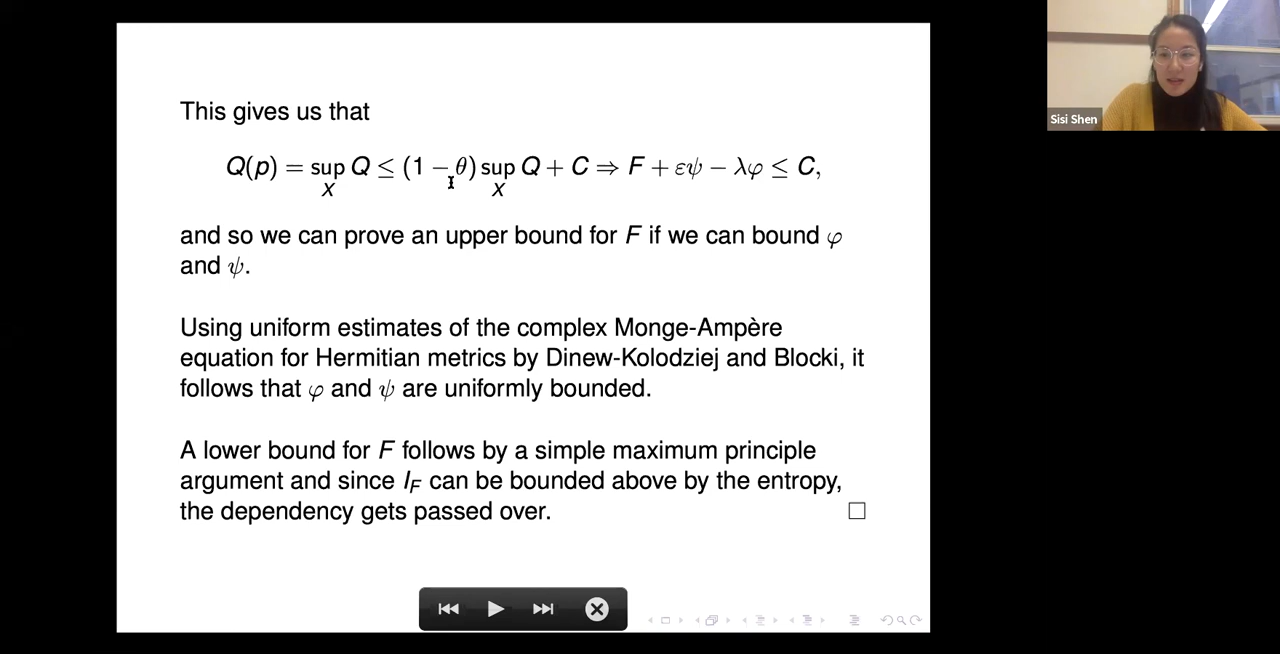 This gives us that
Q(p) = sup_X Q ≤ (1 − θ) sup_X Q + C ⇒ F + εψ − λφ ≤ C,
and so we can prove an upper bound for F if we can bound φ
and ψ.
Using uniform estimates of the complex Monge-Ampère
equation for Hermitian metrics by Dinew-Kolodziej and Blocki, it
follows that φ and ψ are uniformly bounded.
A lower bound for F follows by a simple maximum principle
argument and since I_F can be bounded above by the entropy,
the dependency gets passed over. □
Sisi Shen